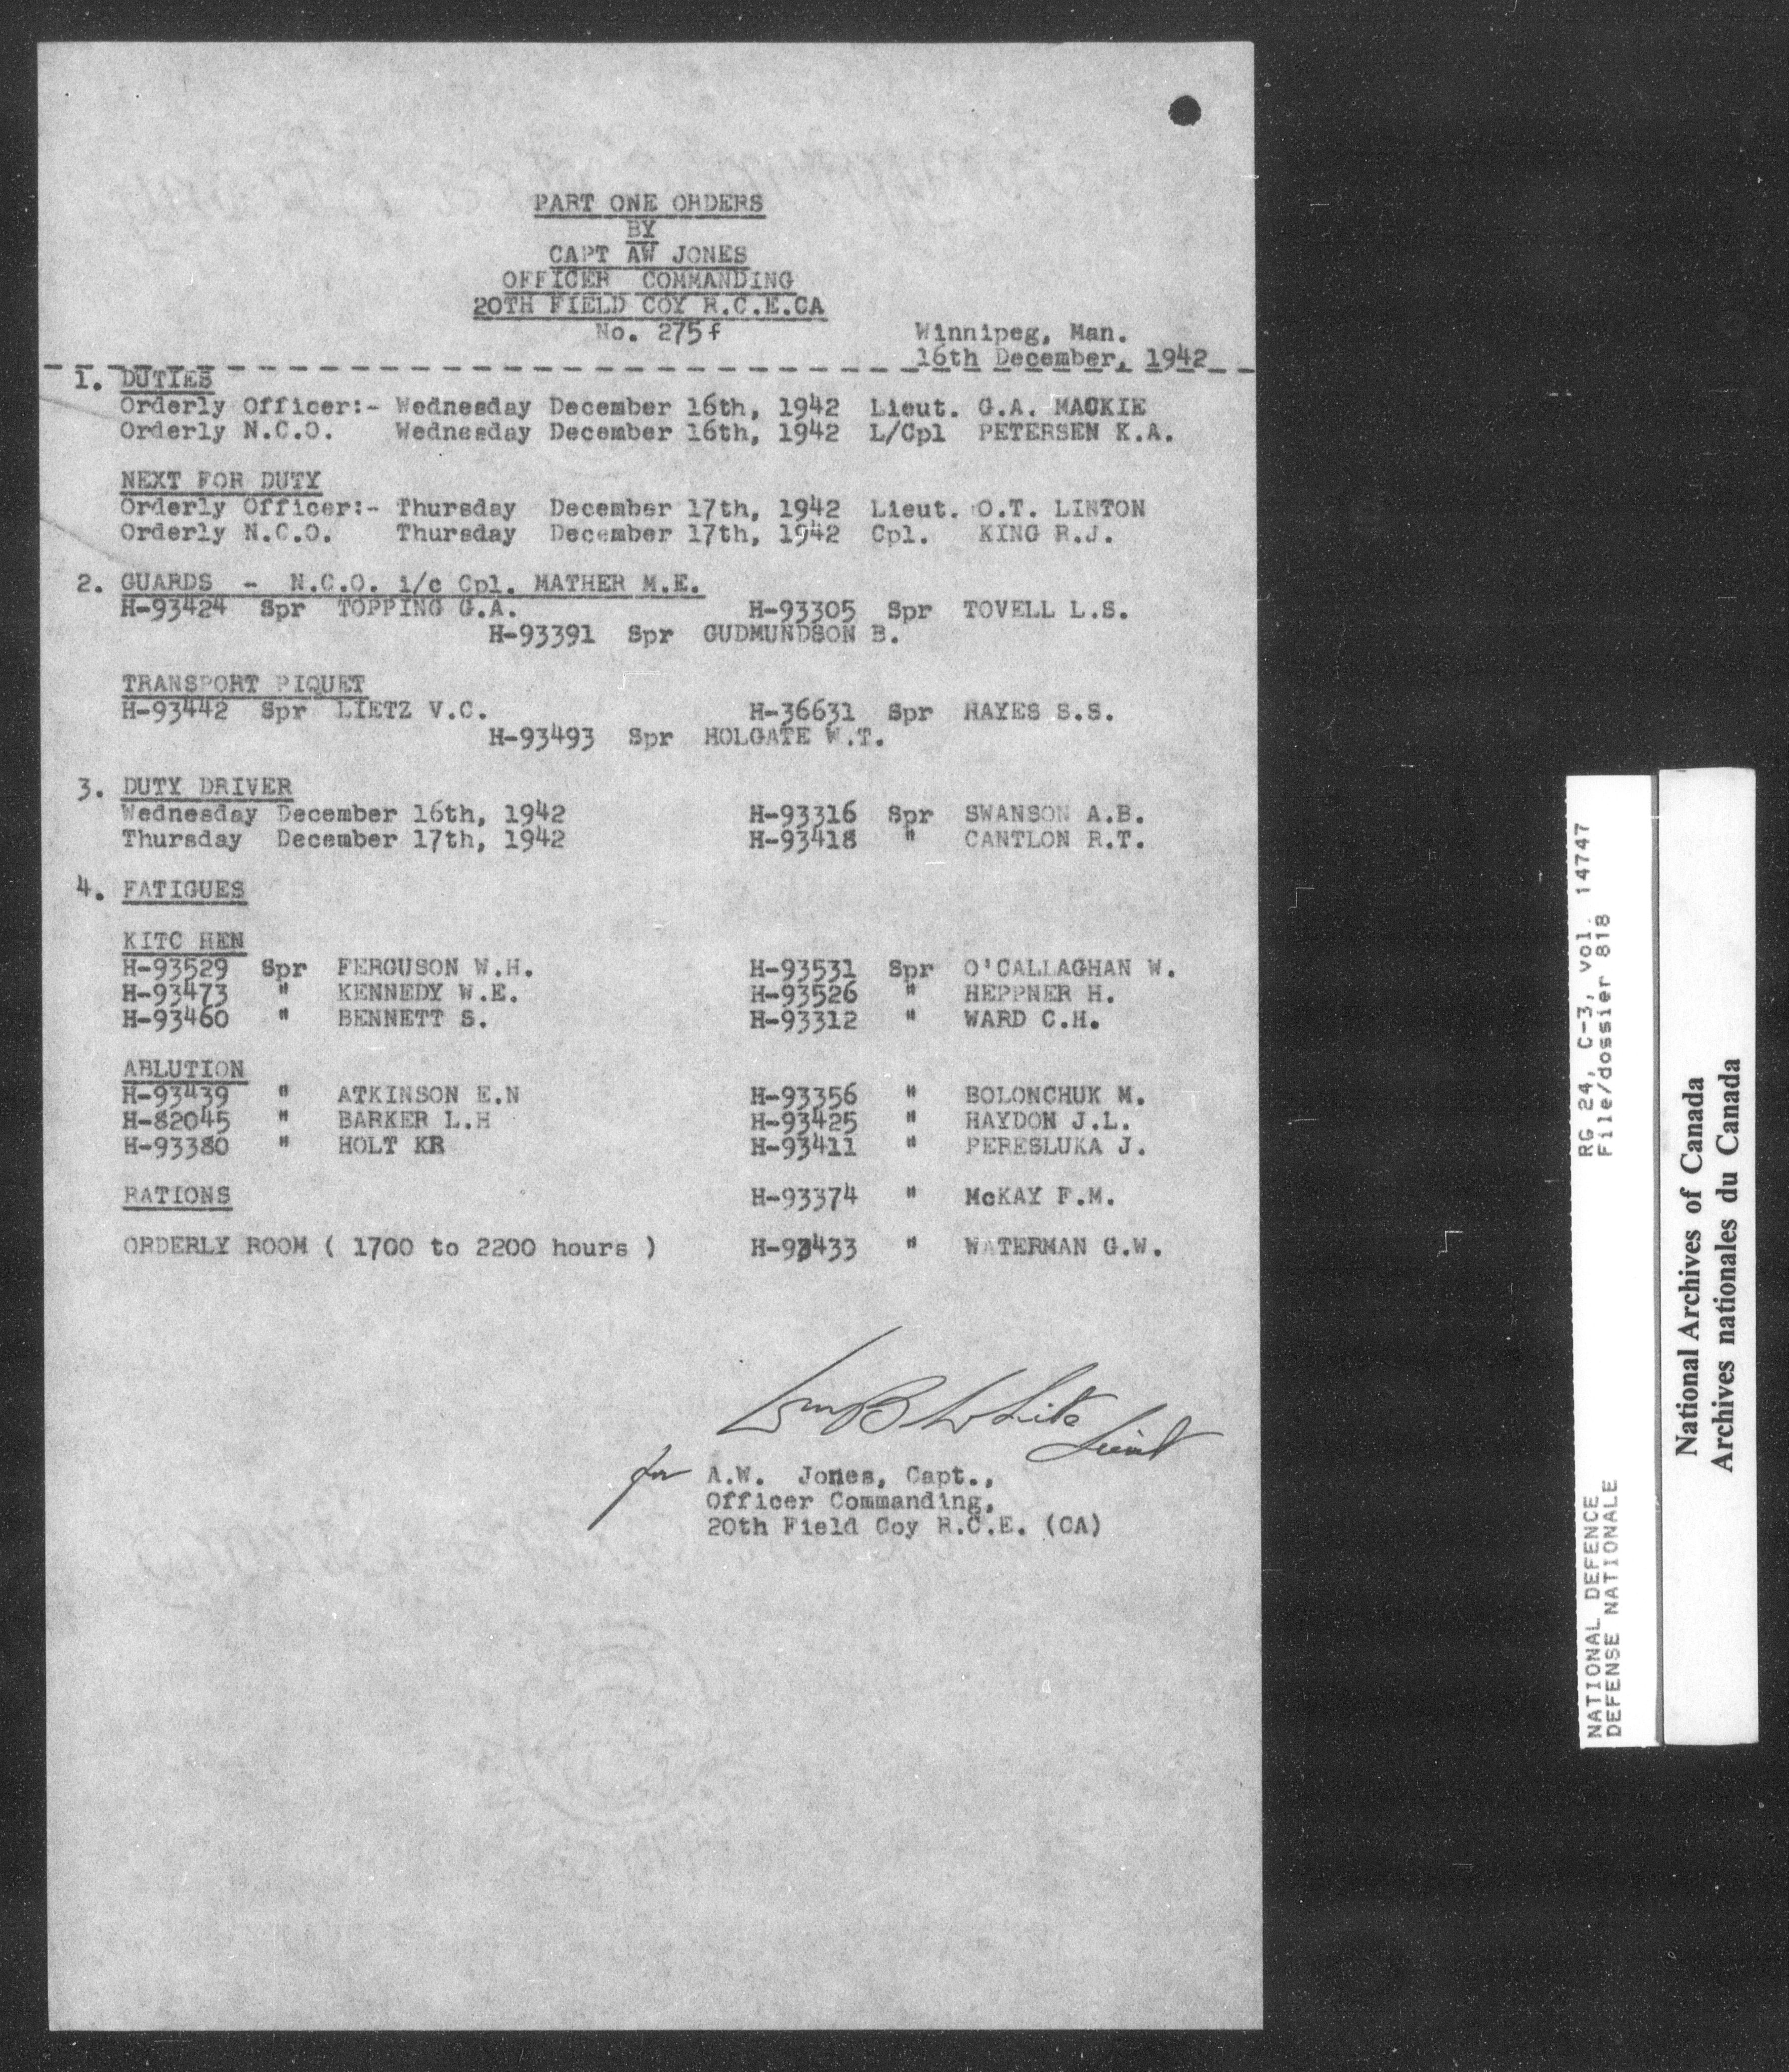 PART ONE ORDERS
BY
CAPT AW JONES
OFFICER COMMANDING
20TH FIELD COY R.C.E.CA
No. 275f Winnipeg, Man.
16th December, 1942
1. DUTIES
Orderly Officer:- Wednesday December 16th, 1942 Lieut. G.A. MACKIE
Orderly N.C.O. Wednesday December 16th, 1942 L/Cpl PETERSEN K.A.
NEXT FOR DUTY
Orderly Officer:- Thursday December 17th, 1942 Lieut. O.T. LINTON
Orderly N.C.O. Thursday December 17th, 1942 Cpl. KING R.J.
2. GUARDS - N.C.O. i/c Cpl. MATHER M.E.
H-93424 Spr TOPPING G.A. H-93305 Spr TOVELL L.S.
H-93391 Spr GUDMUNDSON B.
TRANSPORT PIQUET
H-93442 Spr LIETZ V.C. H-36631 Spr HAYES S.S.
H-93493 Spr HOLGATE W.T.
3. DUTY DRIVER
Wednesday December 16th, 1942 H-93316 Spr SWANSON A.B.
Thursday December 17th, 1942 H-93418 " CANTLON R.T.
4. FATIGUES
KITC HEN
H-93529 Spr FERGUSON W.H. H-93531 Spr O'CALLAGHAN W.
H-93473 " KENNEDY W.E. H-93526 " HEPPNER H.
H-93460 " BENNETT S. H-93312 " WARD C.H.
ABLUTION
H-93439 " ATKINSON E.N H-93356 " BOLONCHUK M.
H-82045 " BARKER L.H H-93425 " HAYDON J.L.
H-93380 " HOLT KR H-93411 " PERESLUKA J.
RATIONS H-93374 " McKAY F.M.
ORDERLY ROOM ( 1700 to 2200 hours ) H-93433 " WATERMAN G.W.
White Lieut
for A.W. Jones, Capt.,
Officer Commanding,
20th Field Coy R.C.E. (CA)
NATIONAL DEFENCE RG 24, C-3, vol. 14747
DEFENSE NATIONALE File/dossier 818
National Archives of Canada
Archives nationales du Canada